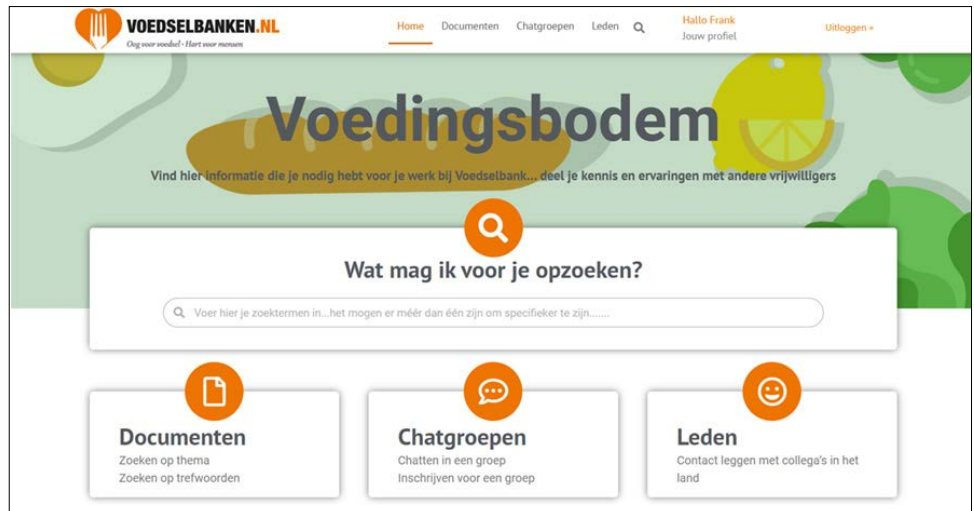 VOEDSELBANKEN.NL
Oog voor voedsel - Hart voor mensen
Home Documenten Chatgroepen Leden
Hallo Frank
Jouw profiel
Uitloggen »
Voedingsbodem
Vind hier informatie die je nodig hebt voor je werk bij Voedselbank... deel je kennis en ervaringen met andere vrijwilligers
Wat mag ik voor je opzoeken?
Voer hier je zoektermen in...het mogen er méér dan één zijn om specifieker te zijn.......
Documenten
Zoeken op thema
Zoeken op trefwoorden
Chatgroepen
Chatten in een groep
Inschrijven voor een groep
Leden
Contact leggen met collega's in het
land